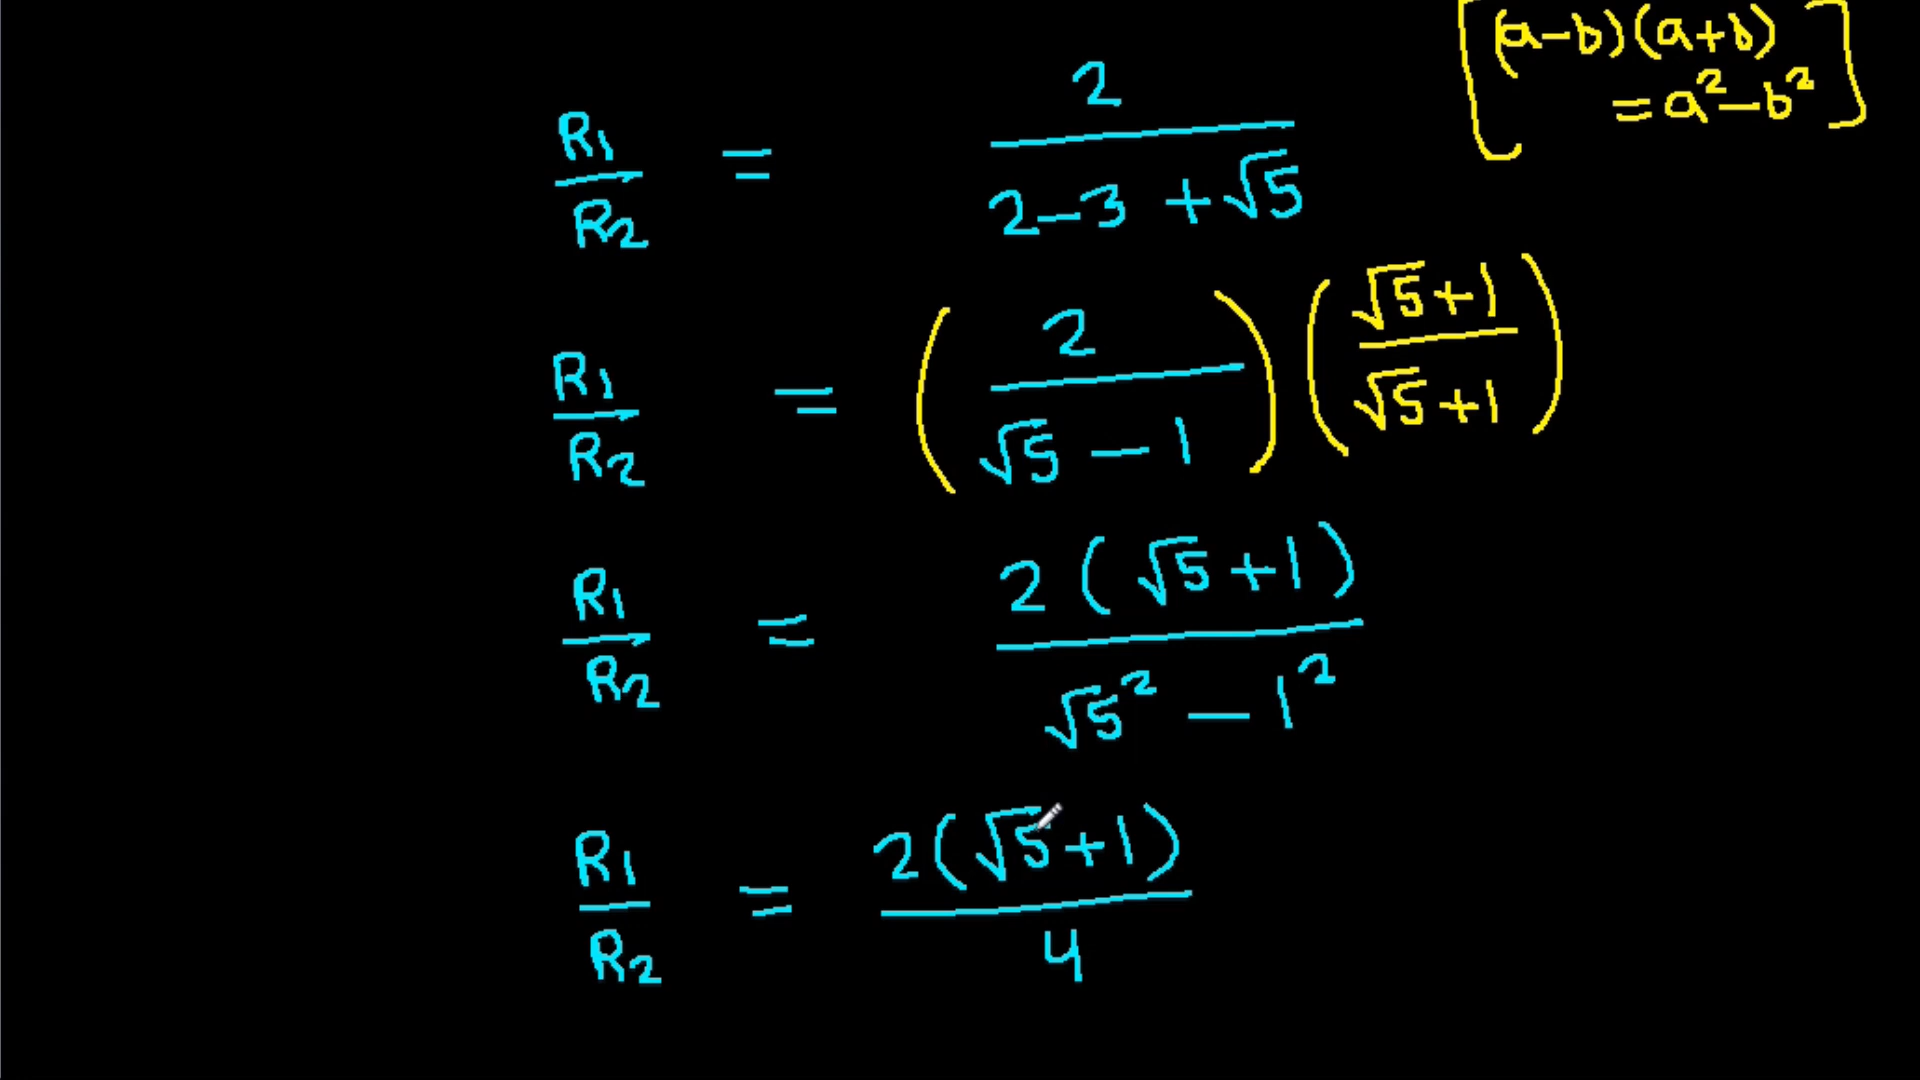 [(a-b)(a+b)
= a²-b²]
R₁/R₂ = 2/(2-3+√5)
R₁/R₂ = (2/(√5-1)) ((√5+1)/(√5+1))
R₁/R₂ = 2(√5+1)/(√5²-1²)
R₁/R₂ = 2(√5+1)/4